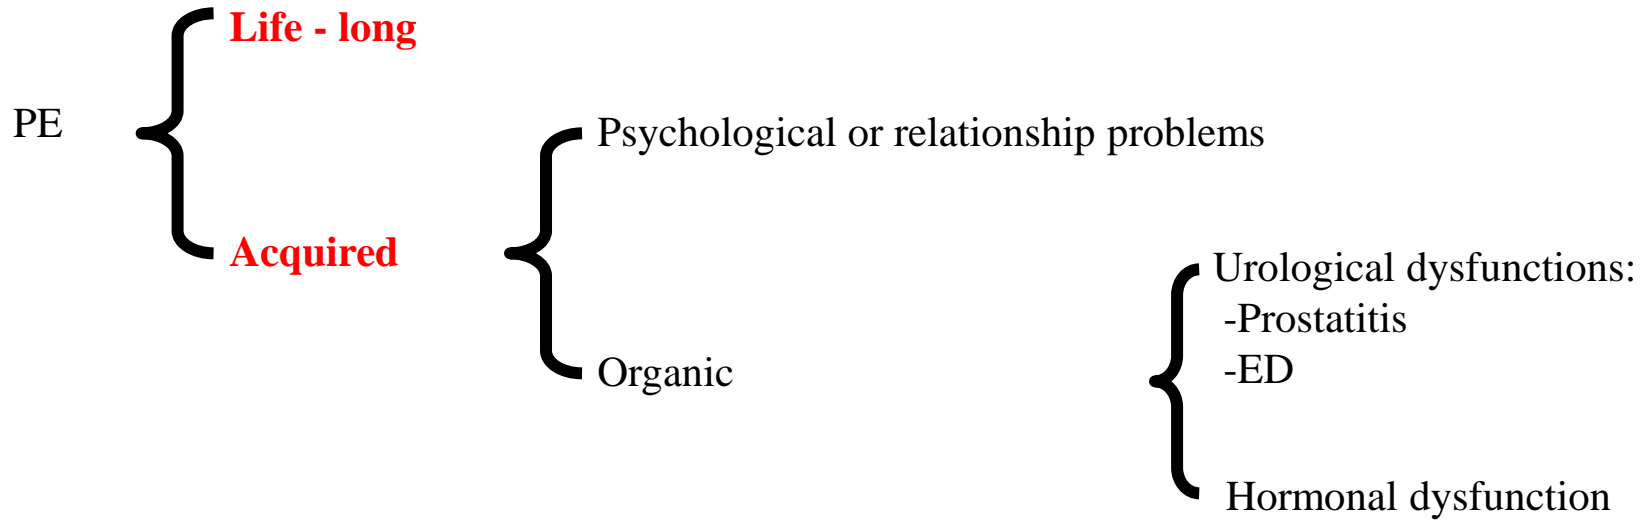 Life - long
PE
Psychological or relationship problems
Acquired
Urological dysfunctions:
-Prostatitis
-ED
Organic
Hormonal dysfunction